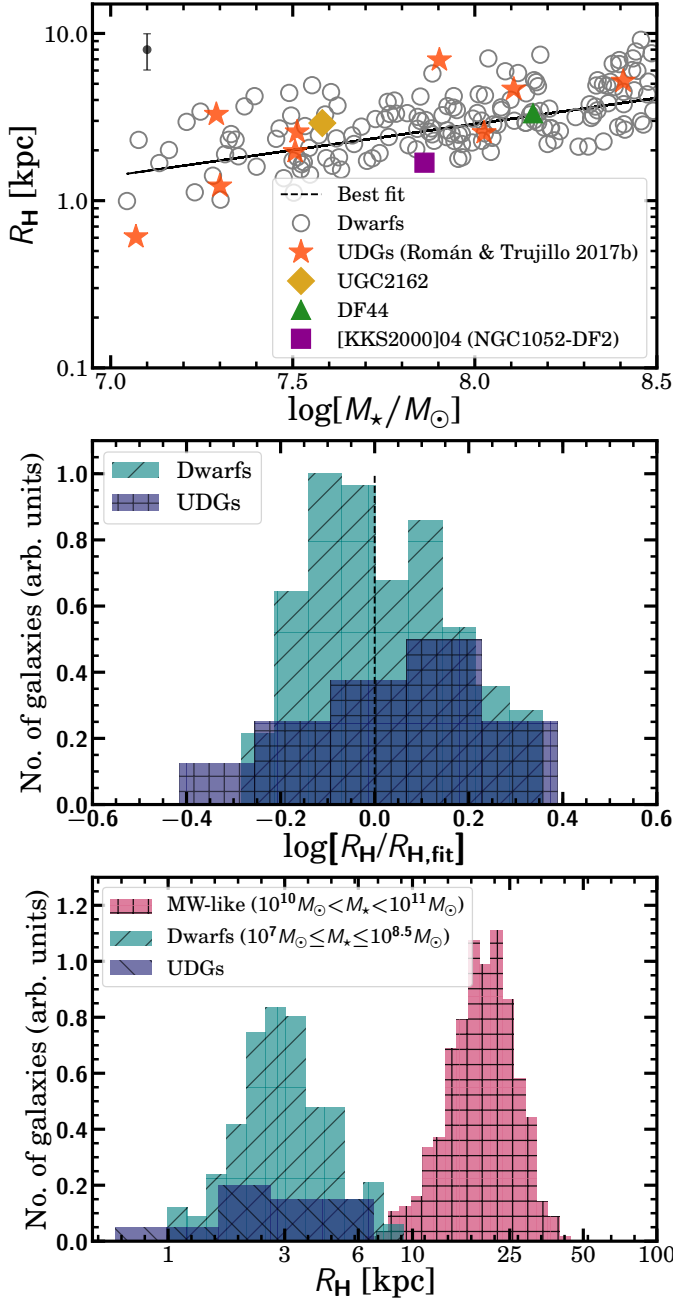 10.0
1.0
0.1
R_H [kpc]
Best fit
Dwarfs
UDGs (Román & Trujillo 2017b)
UGC2162
DF44
[KKS2000]04 (NGC1052-DF2)
7.0 7.5 8.0 8.5
log[M⋆/M⊙]
1.0
0.8
0.6
0.4
0.2
0.0
No. of galaxies (arb. units)
Dwarfs
UDGs
−0.6 −0.4 −0.2 0.0 0.2 0.4 0.6
log[R_H/R_H,fit]
1.2
1.0
0.8
0.6
0.4
0.2
0.0
No. of galaxies (arb. units)
MW-like (10^10 M⊙<M⋆<10^11 M⊙)
Dwarfs (10^7 M⊙≤M⋆≤10^8.5 M⊙)
UDGs
1 3 6 10 25 50 100
R_H [kpc]